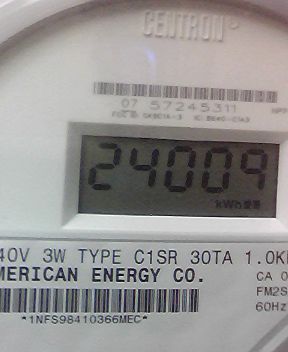 CENTRON®
07 57245311
24009
kWh
40V 3W TYPE C1SR 30TA 1.0K
MERICAN ENERGY CO.
CA 0
FM2S
60Hz
*1NFS98410366MEC*